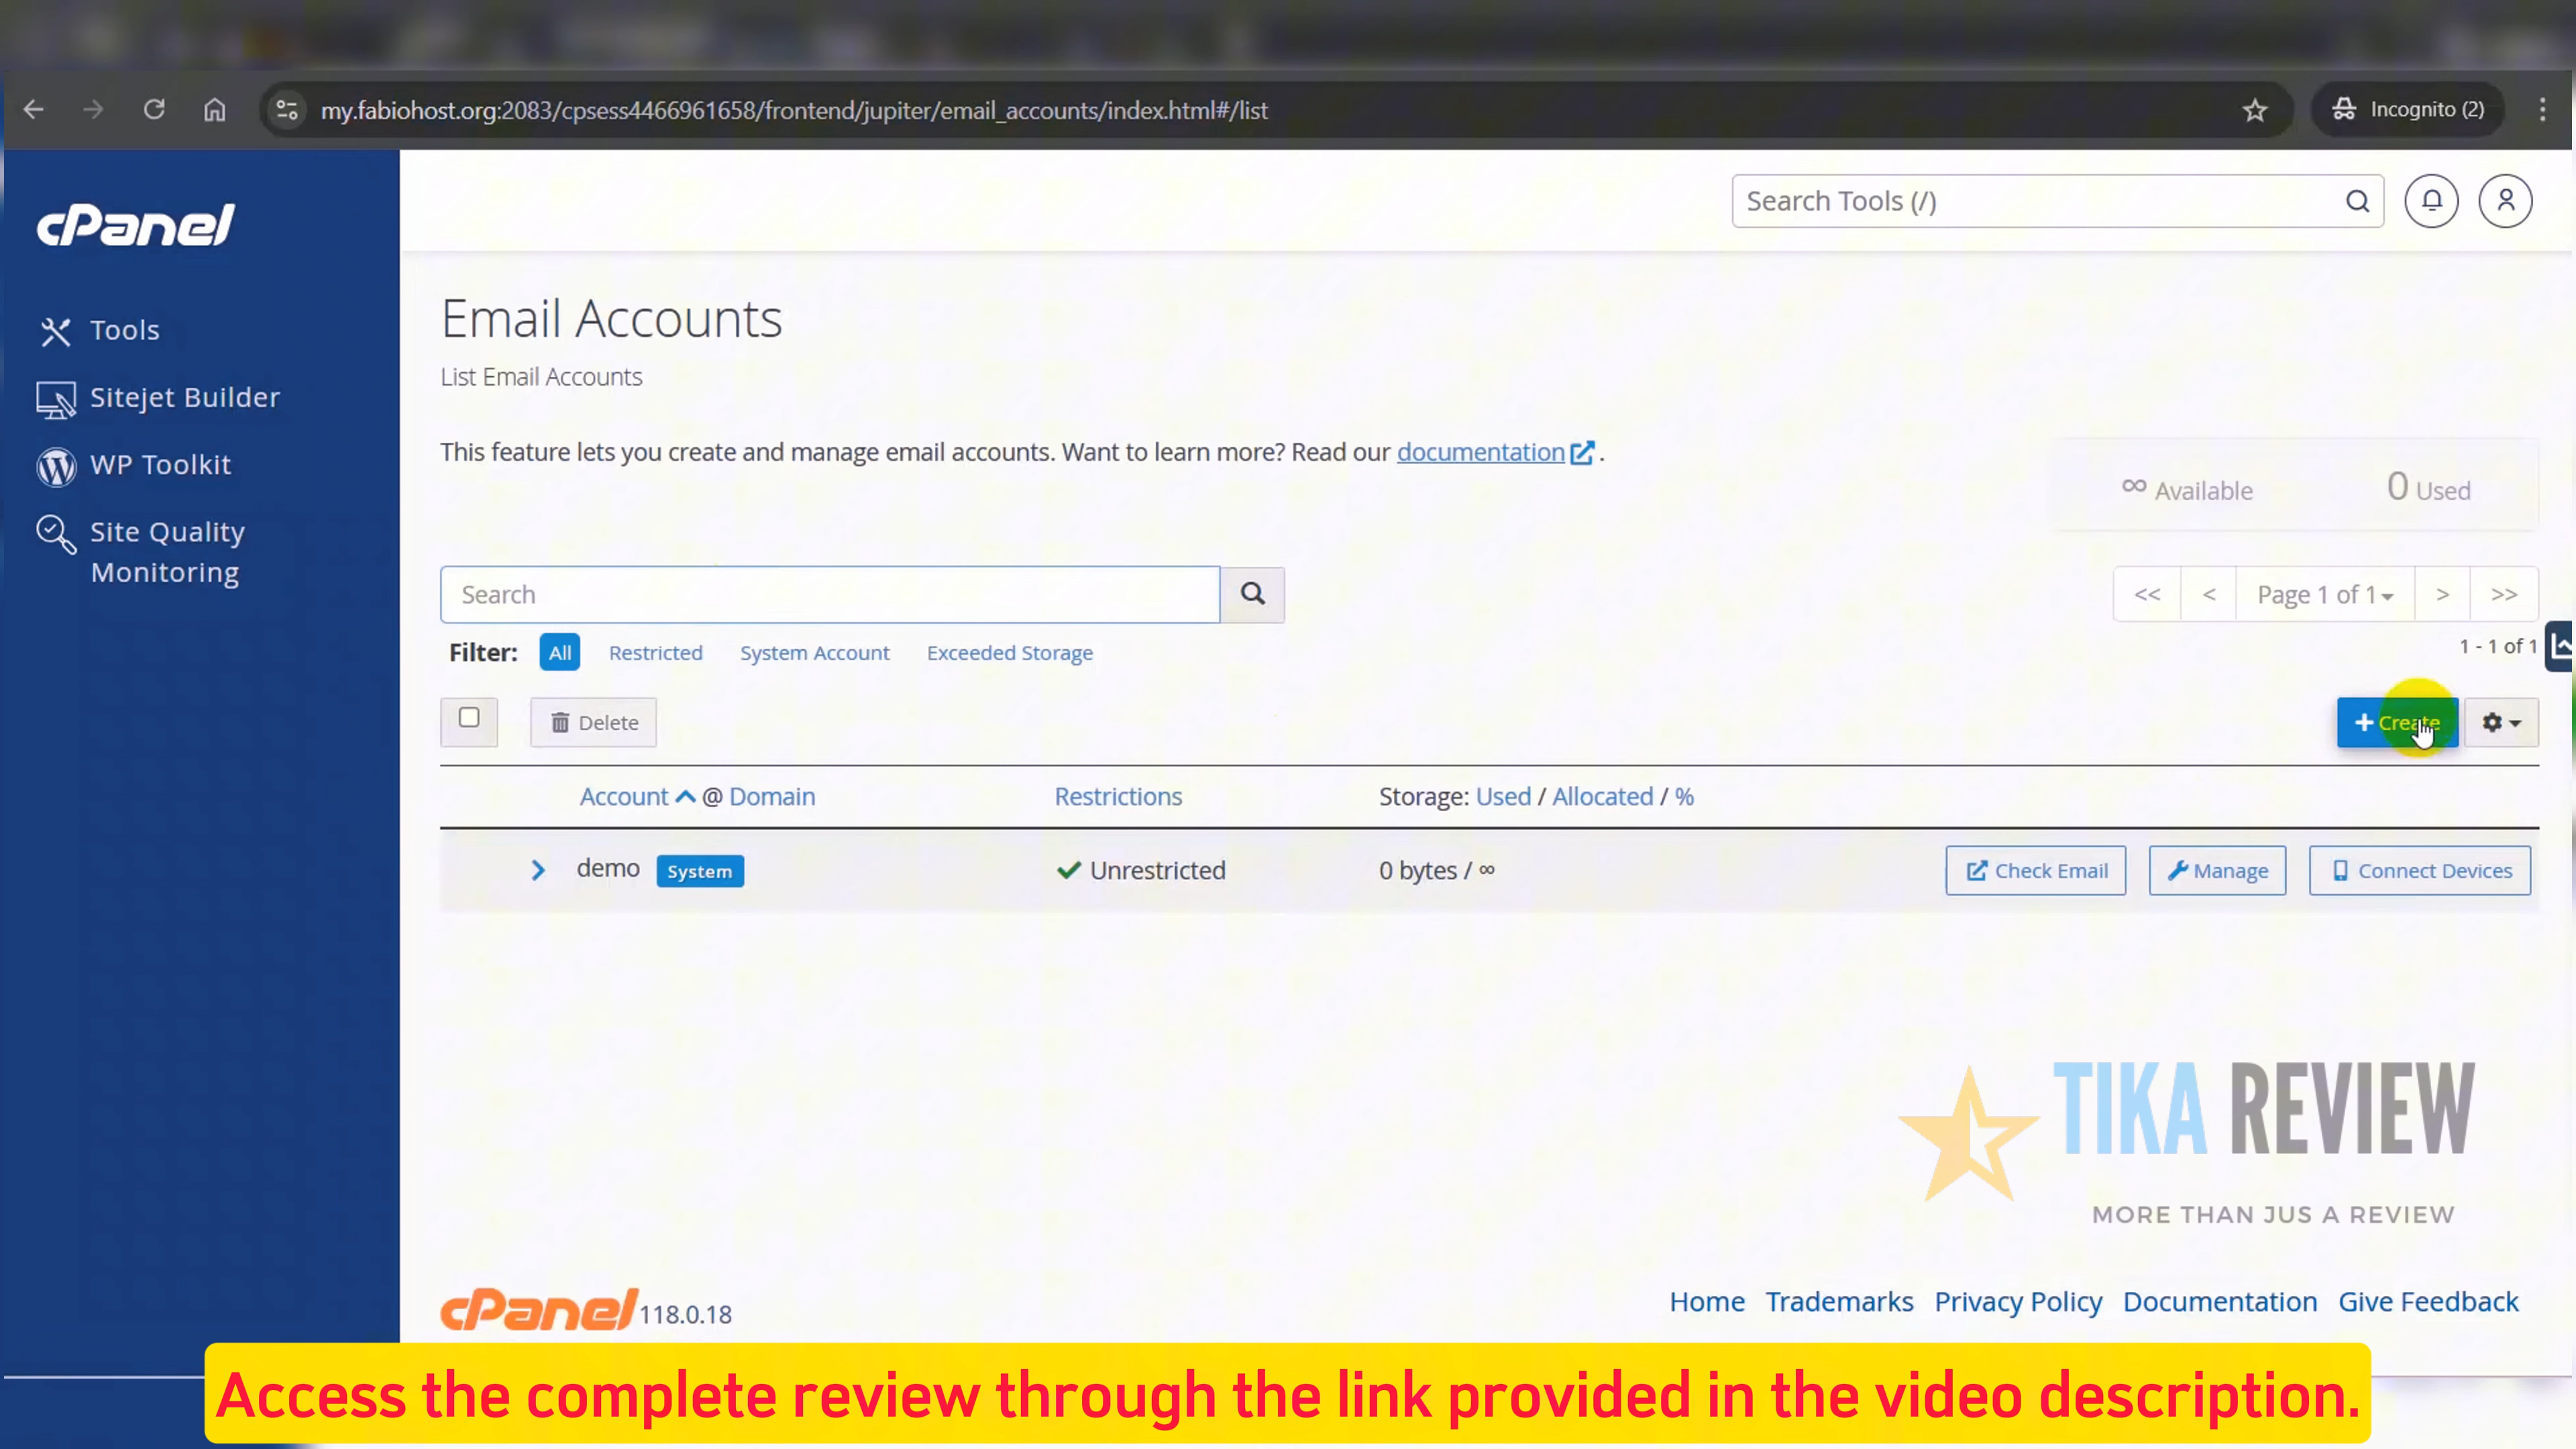 my.fabiohost.org:2083/cpsess4466961658/frontend/jupiter/email_accounts/index.html#/list
Incognito (2)
cPanel
Search Tools (/)
Tools
Sitejet Builder
WP Toolkit
Site Quality
Monitoring
Email Accounts
List Email Accounts
This feature lets you create and manage email accounts. Want to learn more? Read our documentation .
∞ Available 0 Used
Search
<< < Page 1 of 1 > >>
Filter: All Restricted System Account Exceeded Storage
1 - 1 of 1
Delete
+ Create
Account @ Domain Restrictions Storage: Used / Allocated / %
demo System Unrestricted 0 bytes / ∞ Check Email Manage Connect Devices
TIKA REVIEW
MORE THAN JUS A REVIEW
cPanel 118.0.18
Home Trademarks Privacy Policy Documentation Give Feedback
Access the complete review through the link provided in the video description.